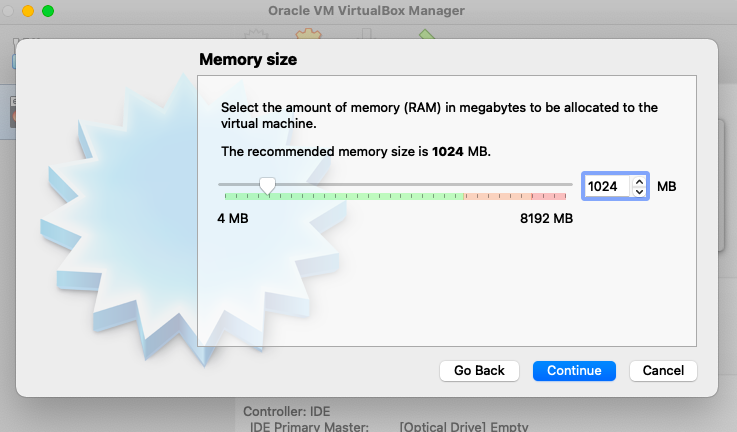 Oracle VM VirtualBox Manager
Memory size
Select the amount of memory (RAM) in megabytes to be allocated to the
virtual machine.
The recommended memory size is 1024 MB.
1024 MB
4 MB 8192 MB
Go Back Continue Cancel
Controller: IDE
IDE Primary Master: [Optical Drive] Empty